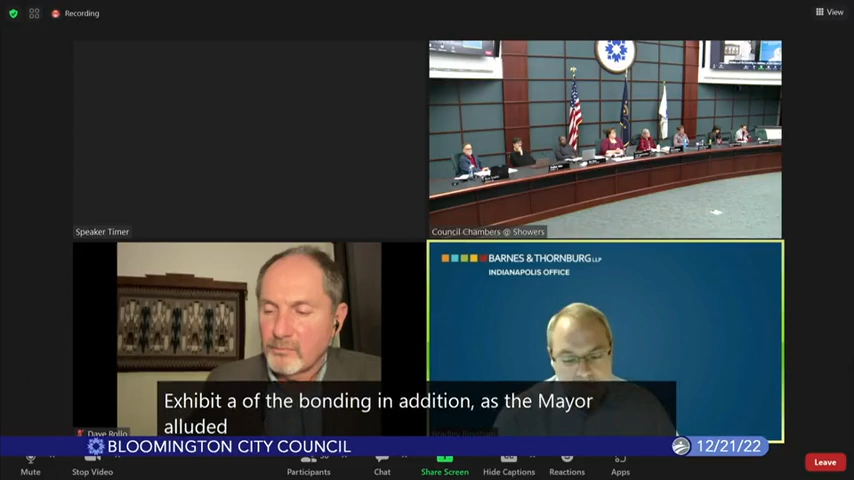 Recording
View
Speaker Timer
Council Chambers @ Showers
BARNES & THORNBURG LLP
INDIANAPOLIS OFFICE
Exhibit a of the bonding in addition, as the Mayor
alluded
Dave Rollo
BLOOMINGTON CITY COUNCIL
12/21/22
Mute
Stop Video
Participants
Chat
Share Screen
Hide Captions
Reactions
Apps
Leave